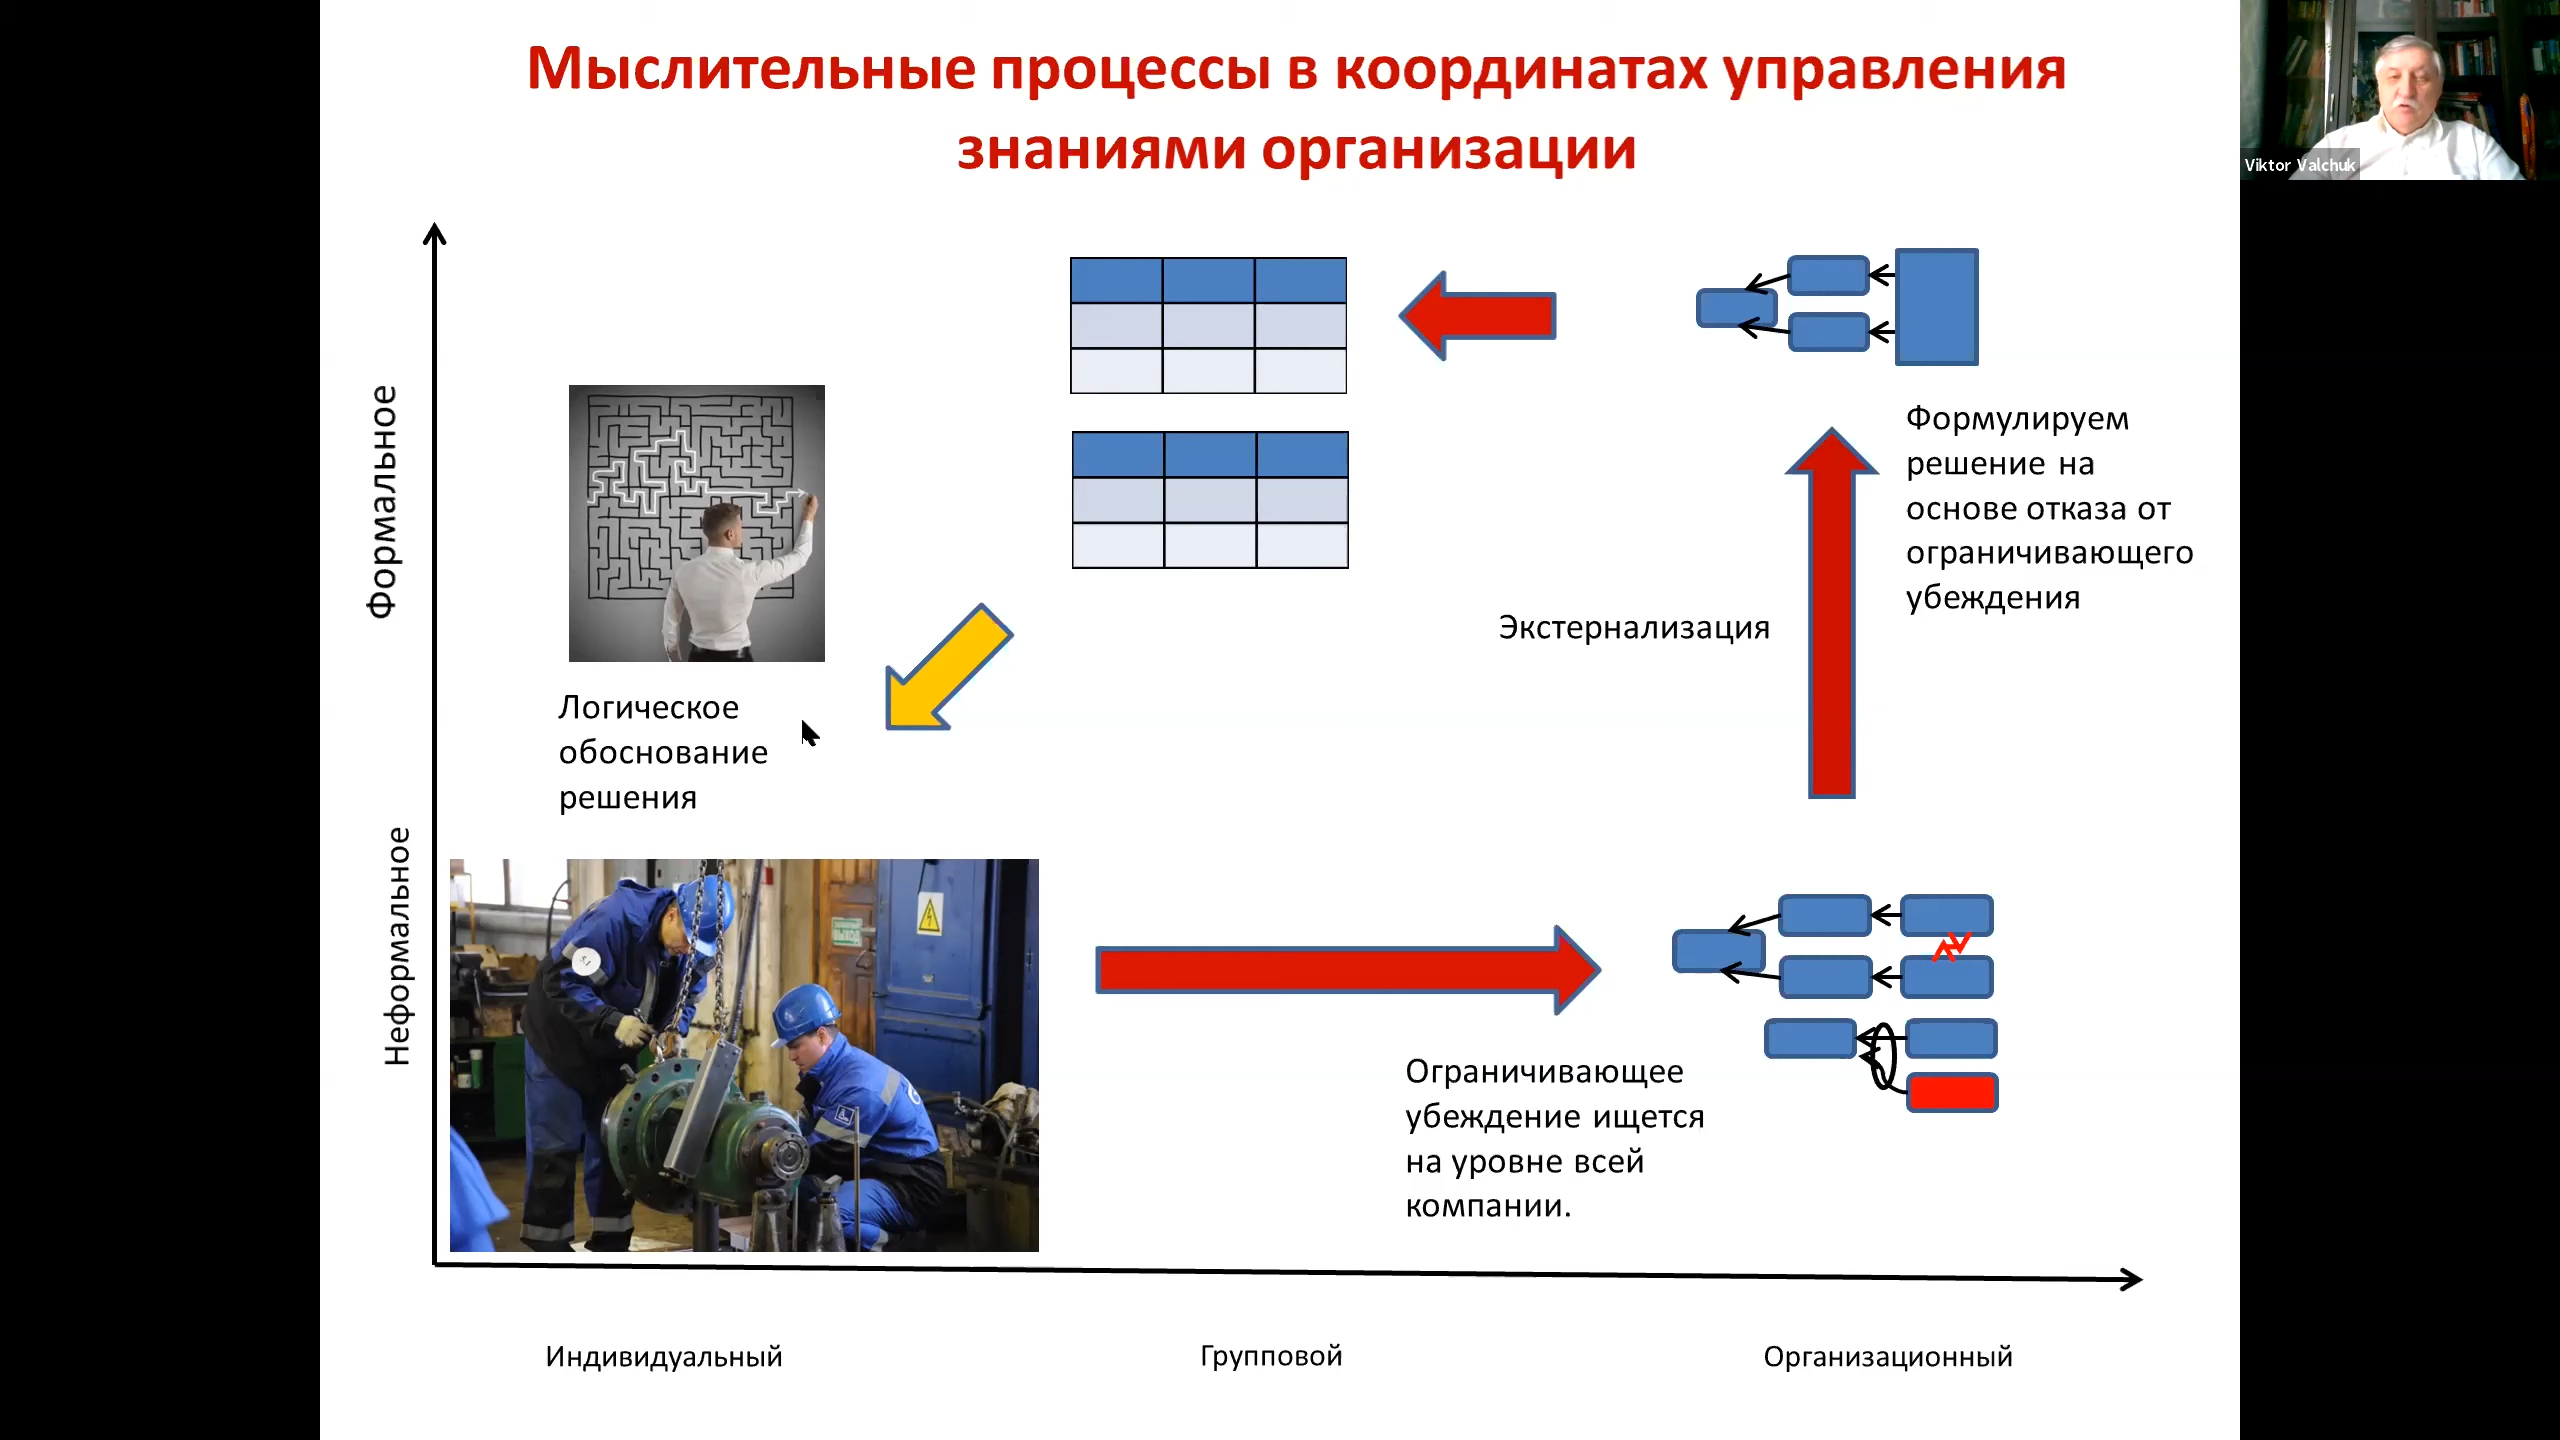 Мыслительные процессы в координатах управления
знаниями организации
Viktor Valchuk
Формальное
Неформальное
Формулируем
решение на
основе отказа от
ограничивающего
убеждения
Экстернализация
Логическое
обоснование
решения
Ограничивающее
убеждение ищется
на уровне всей
компании.
Индивидуальный
Групповой
Организационный